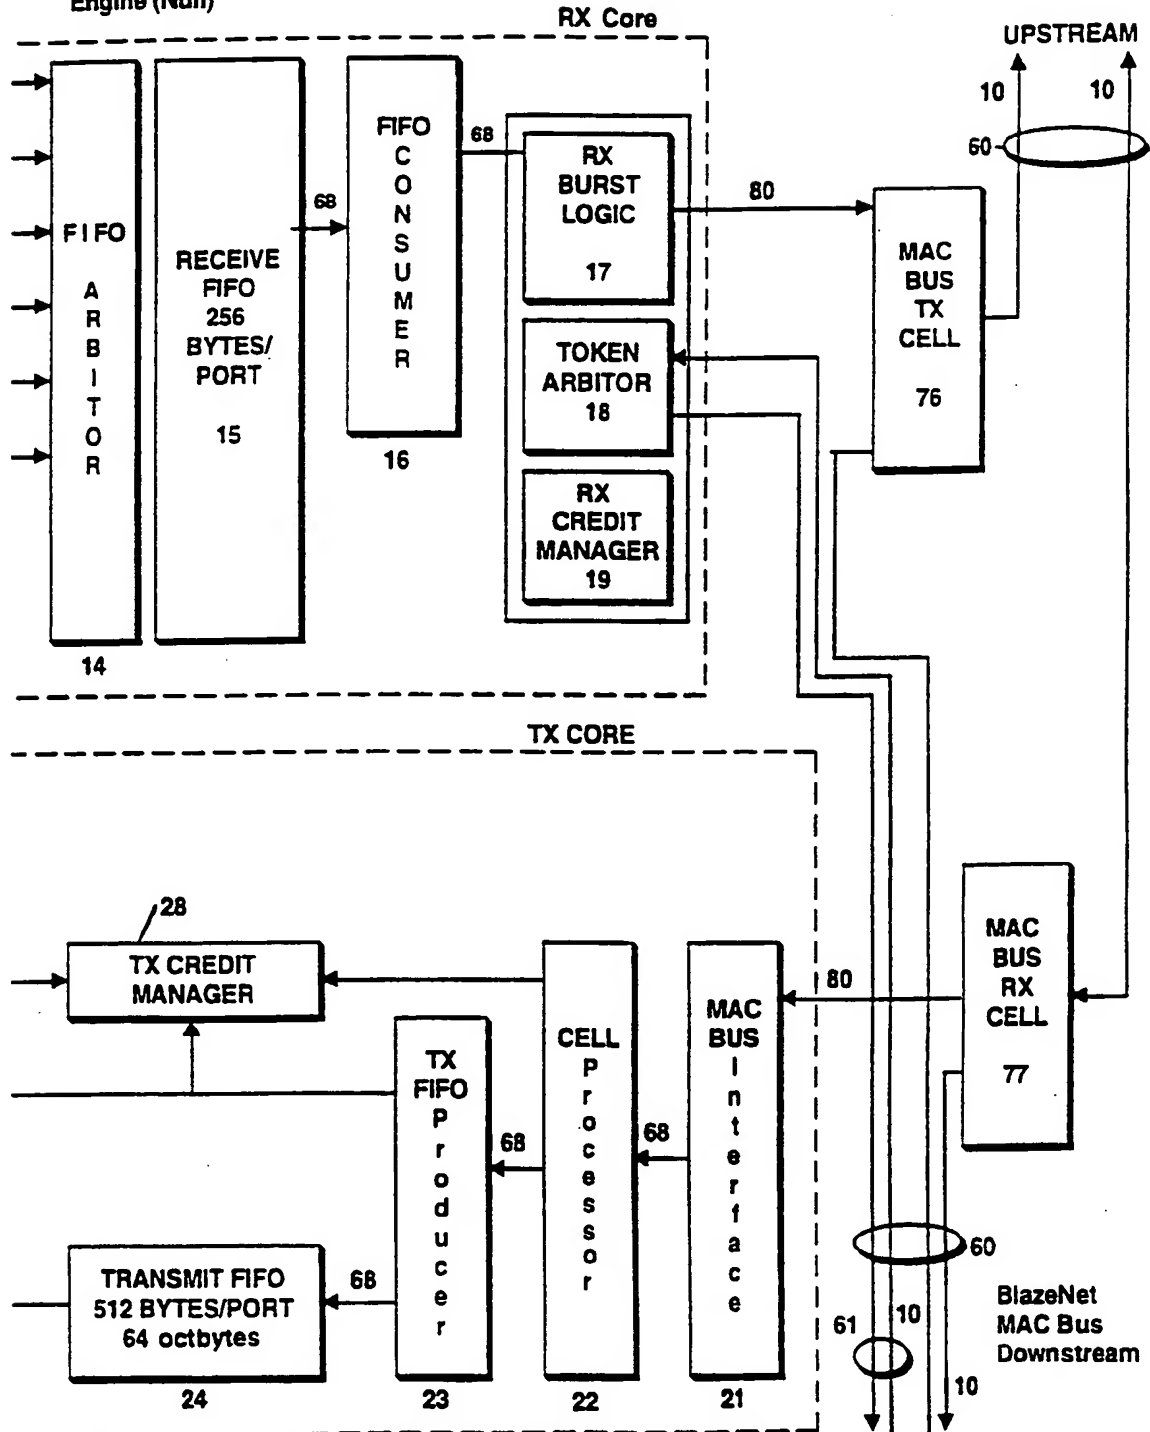 Engine (Null)
RX Core
UPSTREAM
10
10
60
FIFO
ARBITOR
14
RECEIVE
FIFO
256
BYTES/
PORT
15
68
FIFO
CONSUMER
16
68
RX
BURST
LOGIC
17
TOKEN
ARBITOR
18
RX
CREDIT
MANAGER
19
80
MAC
BUS
TX
CELL
76
TX CORE
28
TX CREDIT
MANAGER
TX
FIFO
Producer
23
68
CELL
Processor
22
68
MAC
BUS
Interface
21
80
MAC
BUS
RX
CELL
77
TRANSMIT FIFO
512 BYTES/PORT
64 octbytes
24
68
60
61
10
10
BlazeNet
MAC Bus
Downstream